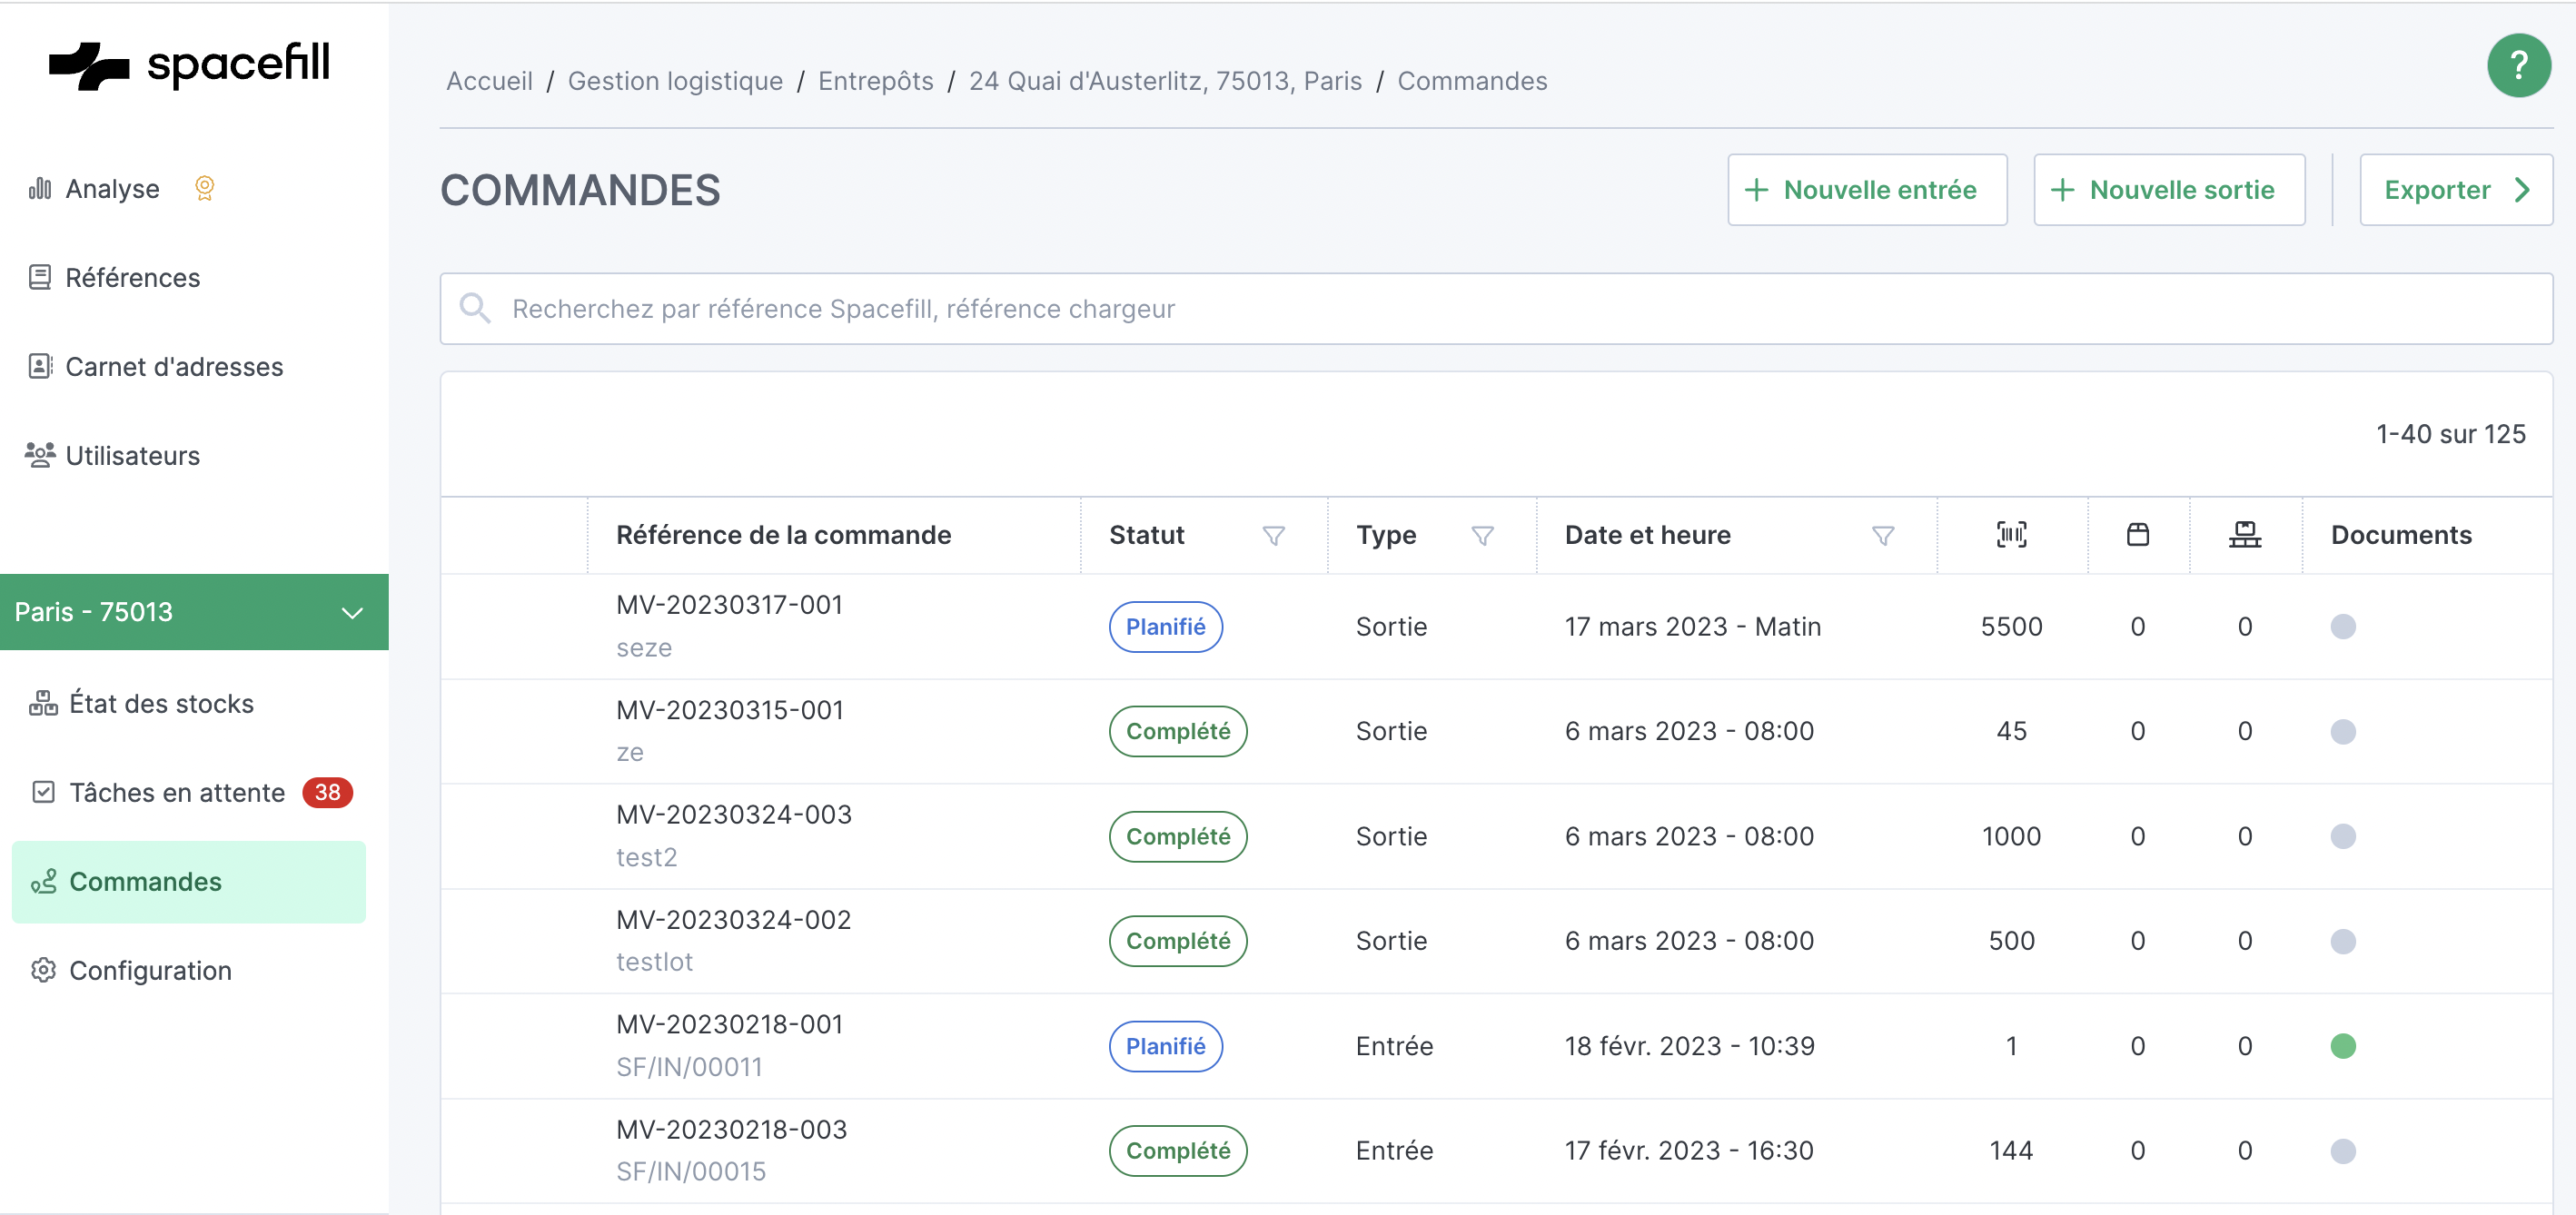 spacefill
Analyse
Références
Carnet d'adresses
Utilisateurs
Paris - 75013
État des stocks
Tâches en attente 38
Commandes
Configuration
Accueil / Gestion logistique / Entrepôts / 24 Quai d'Austerlitz, 75013, Paris / Commandes
?
COMMANDES
+ Nouvelle entrée
+ Nouvelle sortie
Exporter
Recherchez par référence Spacefill, référence chargeur
1-40 sur 125
Référence de la commande Statut Type Date et heure Documents
MV-20230317-001
seze
Planifié Sortie 17 mars 2023 - Matin 5500 0 0
MV-20230315-001
ze
Complété Sortie 6 mars 2023 - 08:00 45 0 0
MV-20230324-003
test2
Complété Sortie 6 mars 2023 - 08:00 1000 0 0
MV-20230324-002
testlot
Complété Sortie 6 mars 2023 - 08:00 500 0 0
MV-20230218-001
SF/IN/00011
Planifié Entrée 18 févr. 2023 - 10:39 1 0 0
MV-20230218-003
SF/IN/00015
Complété Entrée 17 févr. 2023 - 16:30 144 0 0